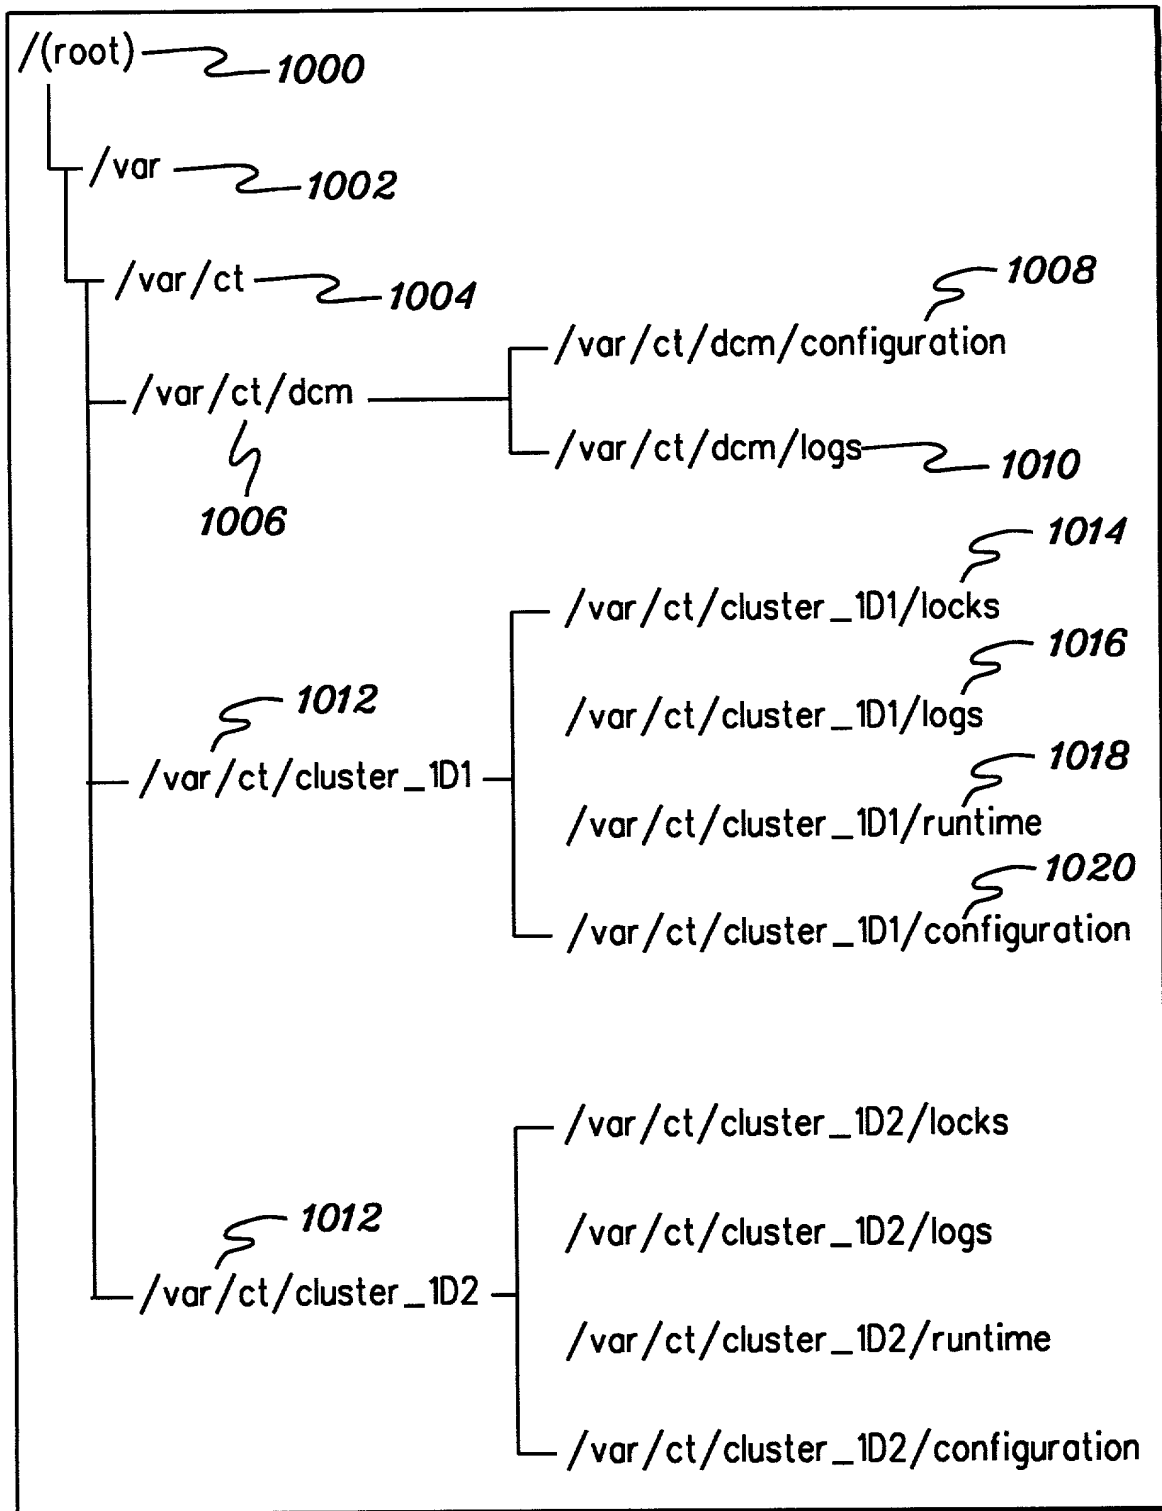 /(root) 1000
/var 1002
/var/ct 1004
1008
/var/ct/dcm/configuration
/var/ct/dcm
/var/ct/dcm/logs 1010
1006
1014
/var/ct/cluster_1D1/locks
1016
1012
/var/ct/cluster_1D1/logs
1018
/var/ct/cluster_1D1
/var/ct/cluster_1D1/runtime
1020
/var/ct/cluster_1D1/configuration
/var/ct/cluster_1D2/locks
1012
/var/ct/cluster_1D2/logs
/var/ct/cluster_1D2
/var/ct/cluster_1D2/runtime
/var/ct/cluster_1D2/configuration